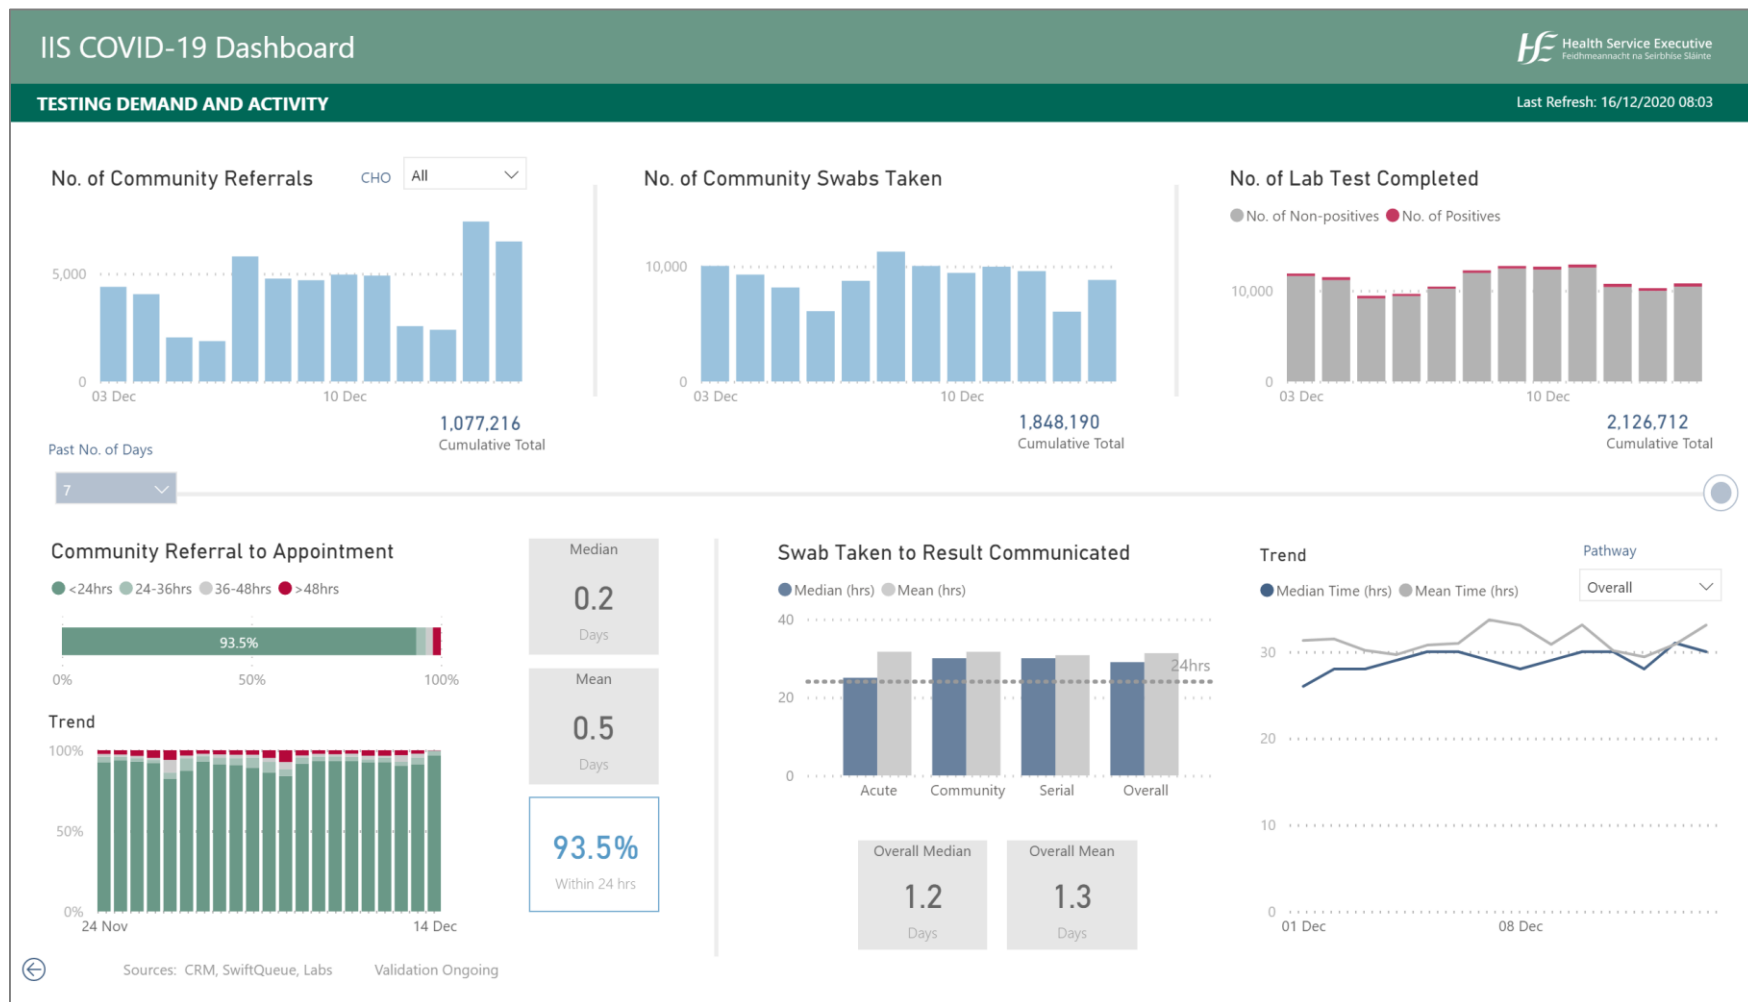 IIS COVID-19 Dashboard
Health Service Executive
Feidhmeannacht na Seirbhíse Sláinte
TESTING DEMAND AND ACTIVITY
Last Refresh: 16/12/2020 08:03
No. of Community Referrals
CHO
All
5,000
0
03 Dec
10 Dec
1,077,216
Cumulative Total
No. of Community Swabs Taken
10,000
0
03 Dec
10 Dec
1,848,190
Cumulative Total
No. of Lab Test Completed
No. of Non-positives
No. of Positives
10,000
0
03 Dec
10 Dec
2,126,712
Cumulative Total
Past No. of Days
7
Community Referral to Appointment
<24hrs
24-36hrs
36-48hrs
>48hrs
93.5%
0%
50%
100%
Trend
100%
50%
0%
24 Nov
14 Dec
Median
0.2
Days
Mean
0.5
Days
93.5%
Within 24 hrs
Swab Taken to Result Communicated
Median (hrs)
Mean (hrs)
40
24hrs
20
0
Acute
Community
Serial
Overall
Overall Median
1.2
Days
Overall Mean
1.3
Days
Trend
Pathway
Overall
Median Time (hrs)
Mean Time (hrs)
30
20
10
0
01 Dec
08 Dec
Sources: CRM, SwiftQueue, Labs
Validation Ongoing